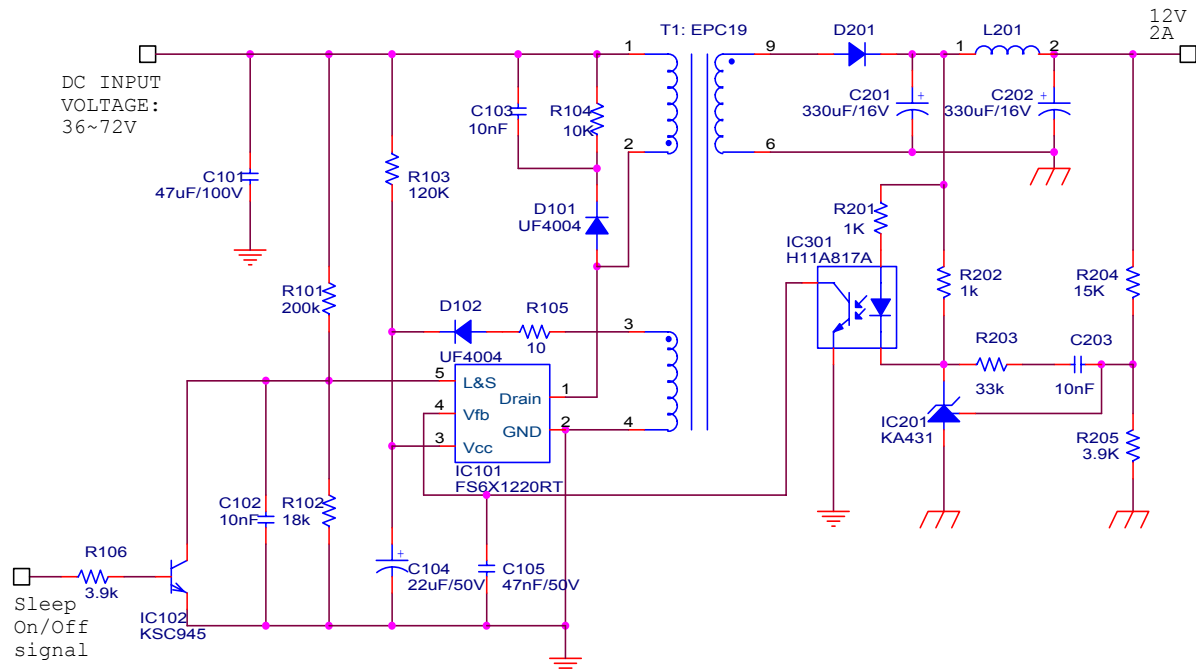 12V
2A
T1: EPC19
D201
L201
1
9
1
2
DC INPUT
VOLTAGE:
36~72V
C103
10nF
R104
10K
C201
330uF/16V
+
C202
330uF/16V
+
2
6
C101
47uF/100V
R103
120K
D101
UF4004
R201
1K
IC301
H11A817A
R101
200k
R202
1k
R204
15K
D102
UF4004
R105
10
3
R203
33k
C203
10nF
5
L&S
4
Vfb
3
Vcc
Drain
1
GND
2
4
IC101
FS6X1220RT
IC201
KA431
R205
3.9K
C102
10nF
R102
18k
R106
3.9k
+
C104
22uF/50V
C105
47nF/50V
Sleep
On/Off
signal
IC102
KSC945